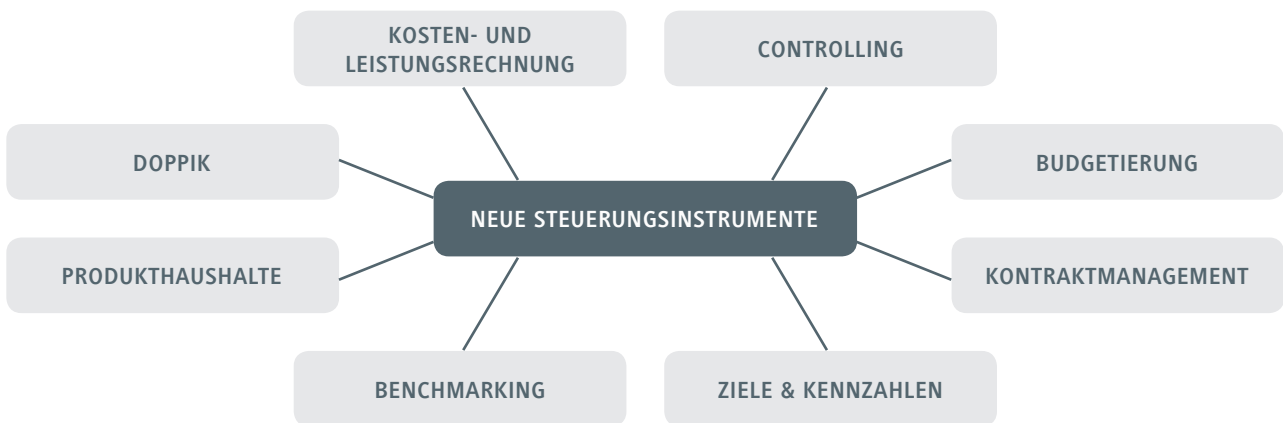 KOSTEN- UND
LEISTUNGSRECHNUNG
CONTROLLING
DOPPIK
BUDGETIERUNG
NEUE STEUERUNGSINSTRUMENTE
PRODUKTHAUSHALTE
KONTRAKTMANAGEMENT
BENCHMARKING
ZIELE & KENNZAHLEN